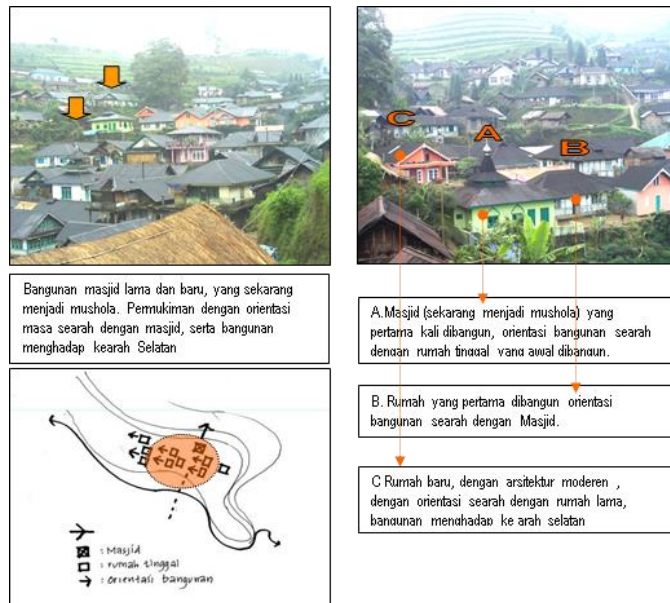 C
A
B
Bangunan masjid lama dan baru, yang sekarang
menjadi mushola. Permukiman dengan orientasi
masa searah dengan masjid, serta bangunan
menghadap kearah Selatan
A.Masjid (sekarang menjadi mushola) yang
pertama kali dibangun, orientasi bangunan searah
dengan rumah tinggal yang awal dibangun.
B. Rumah yang pertama dibangun orientasi
bangunan searah dengan Masjid.
C Rumah baru, dengan arsitektur moderen ,
dengan orientasi searah dengan rumah lama,
bangunan menghadap ke arah selatan
: Masjid
: rumah tinggal
: orientasi bangunan